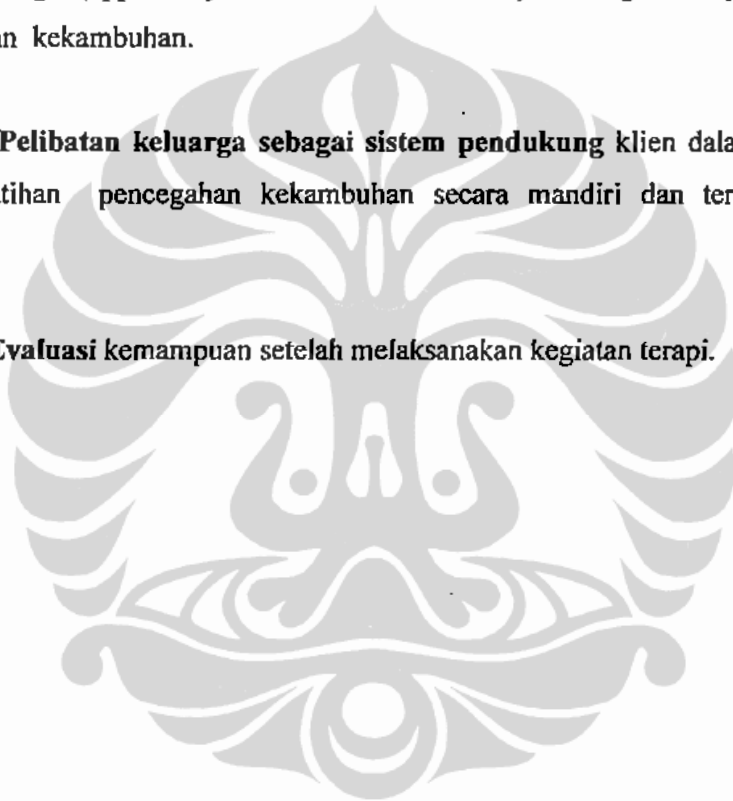 n kekambuhan.
Pelibatan keluarga sebagai sistem pendukung klien dala
tihan pencegahan kekambuhan secara mandiri dan ter
Evaluasi kemampuan setelah melaksanakan kegiatan terapi.